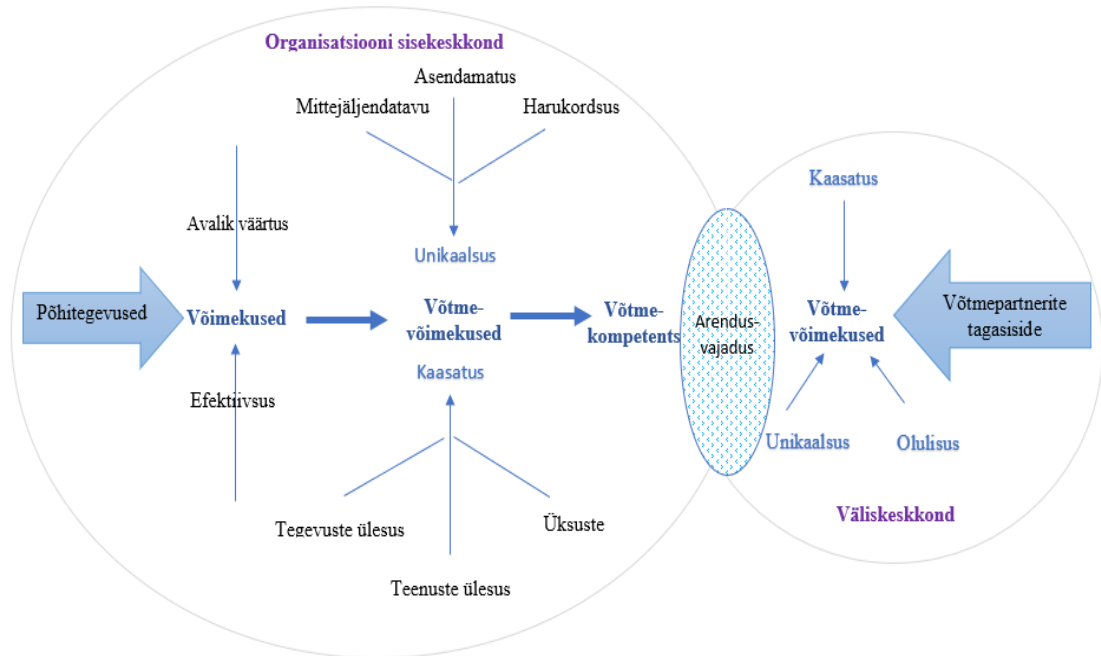 Organisatsiooni sisekeskkond
Asendamatus
Mittejäljendatavu
Harukordsus
Avalik väärtus
Unikaalsus
Põhitegevused
Võimekused
Võtme-
võimekused
Võtme-
kompetents
Kaasatus
Efektiivsus
Tegevuste ülesus
Üksuste
Teenuste ülesus
Arendus-
vajadus
Kaasatus
Võtme-
võimekused
Võtmepartnerite
tagasiside
Unikaalsus
Olulisus
Väliskeskkond